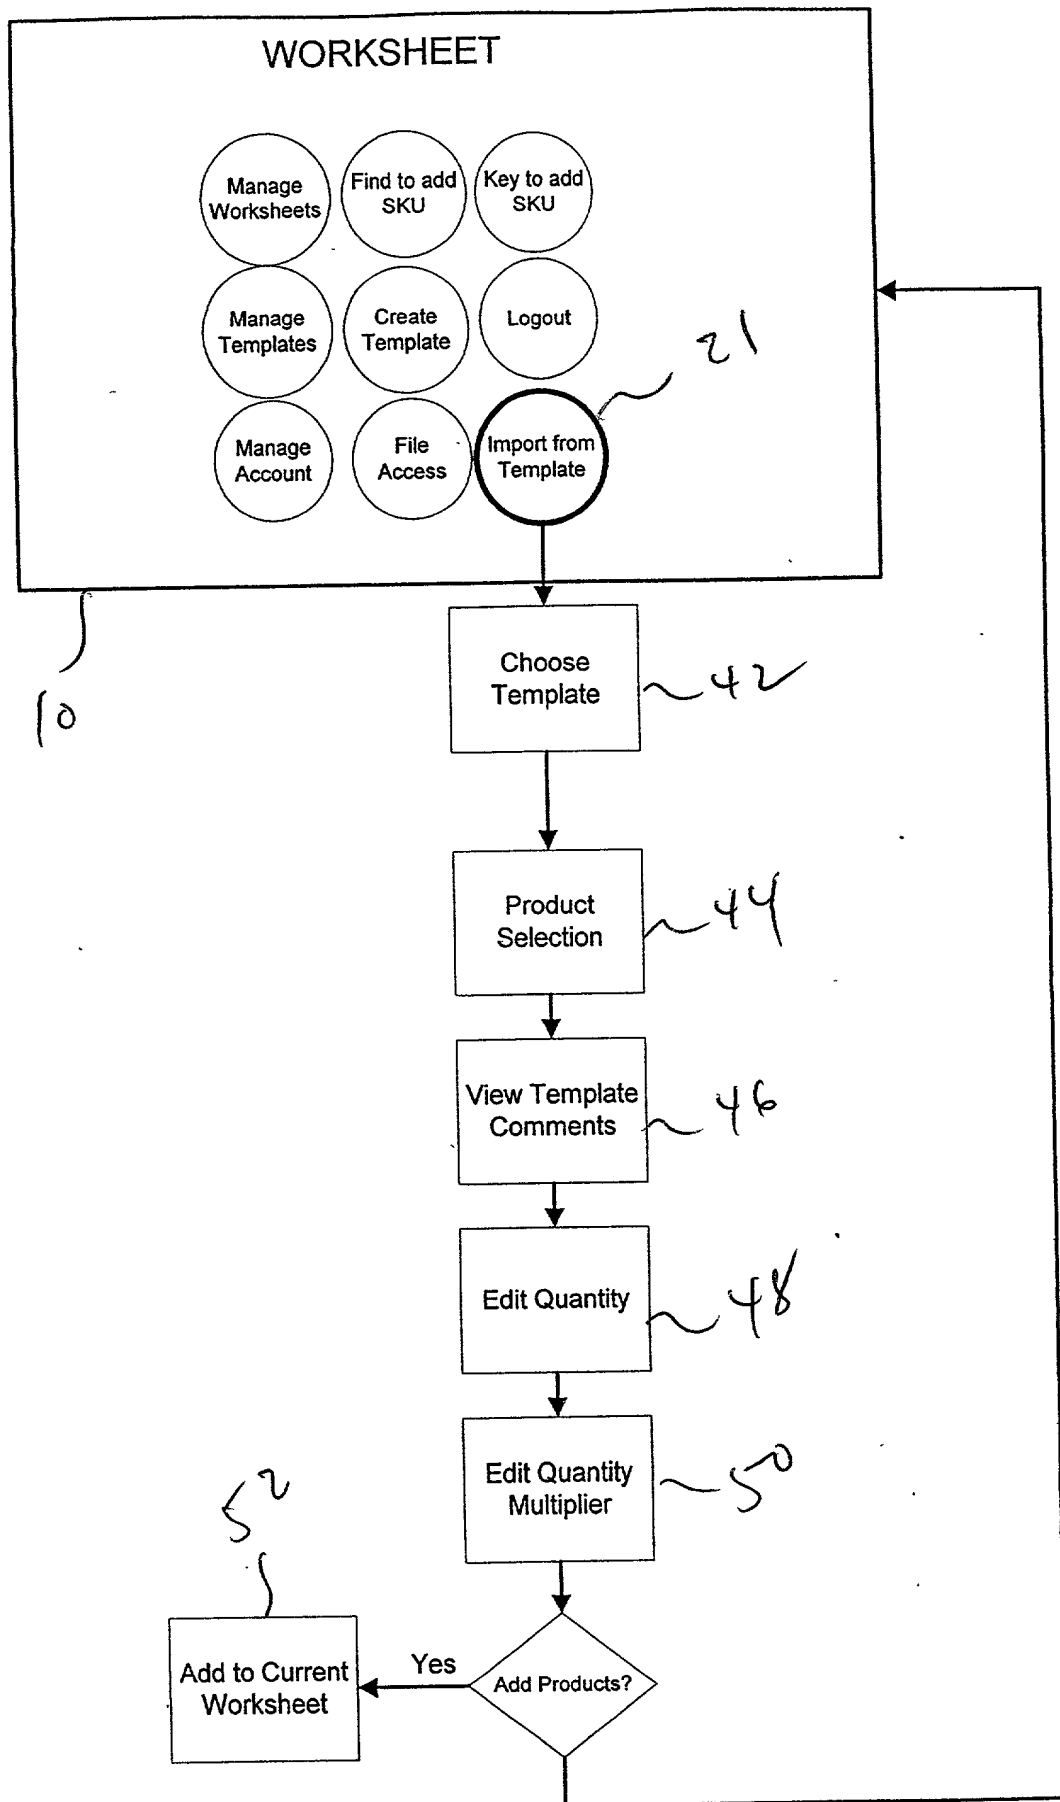 WORKSHEET
Manage
Worksheets
Find to add
SKU
Key to add
SKU
Manage
Templates
Create
Template
Logout
21
Manage
Account
File
Access
Import from
Template
10
Choose
Template
42
Product
Selection
44
View Template
Comments
46
Edit Quantity
48
Edit Quantity
Multiplier
50
52
Add to Current
Worksheet
Yes
Add Products?